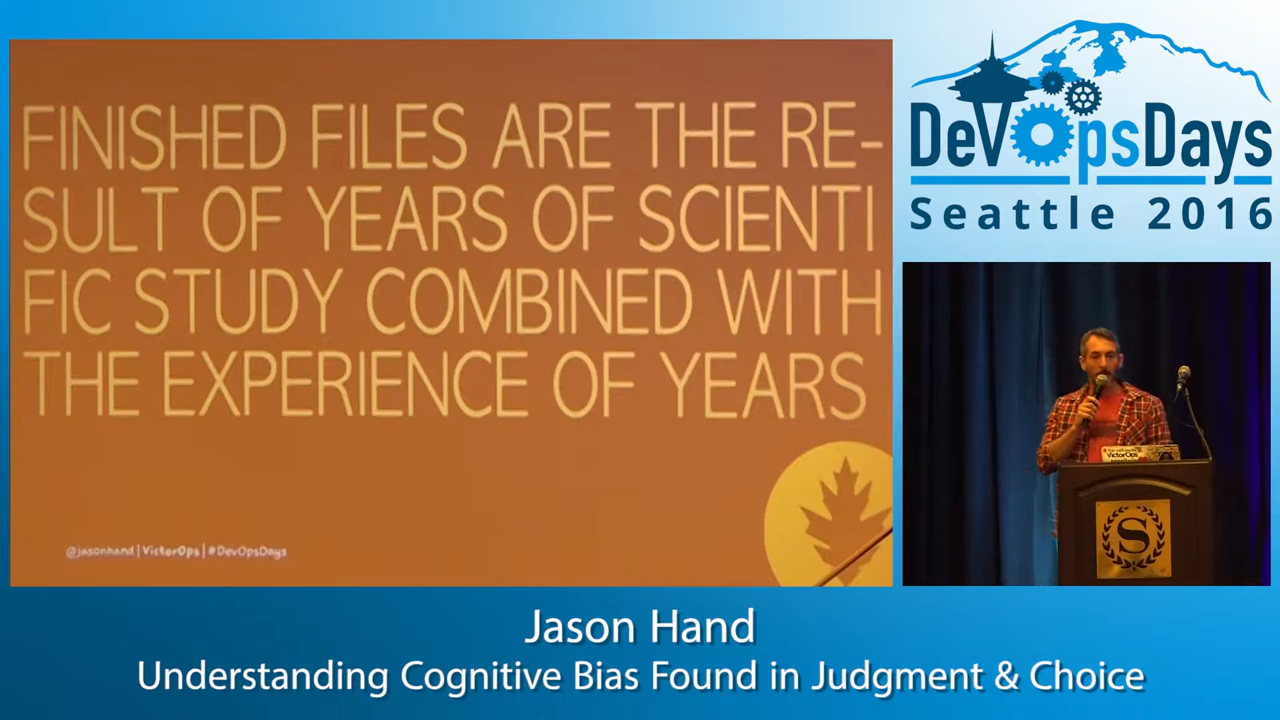 FINISHED FILES ARE THE RE-
SULT OF YEARS OF SCIENTI
FIC STUDY COMBINED WITH
THE EXPERIENCE OF YEARS
@jasonhand | VictorOps | #DevOpsDays
DevOpsDays
Seattle 2016
VictorOps
S
Jason Hand
Understanding Cognitive Bias Found in Judgment & Choice